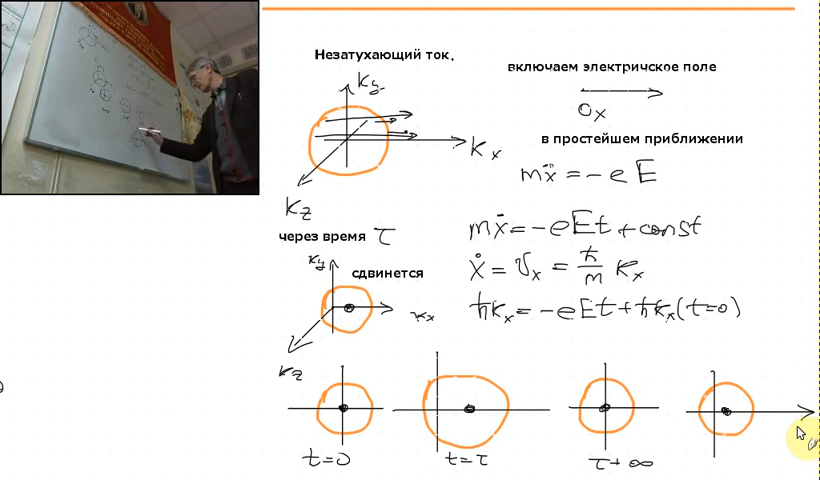 Незатухающий ток.
включаем электричское поле
Ky
Ox
Kx
в простейшем приближении
mẍ = - e E
Kz
через время τ
mẋ = - eEt + const
Ky
сдвинется
ẋ = Vx = ħ/m Kx
ħkx = - eEt + ħkx(t=0)
Kx
Kz
t=0
t=τ
τ+∞